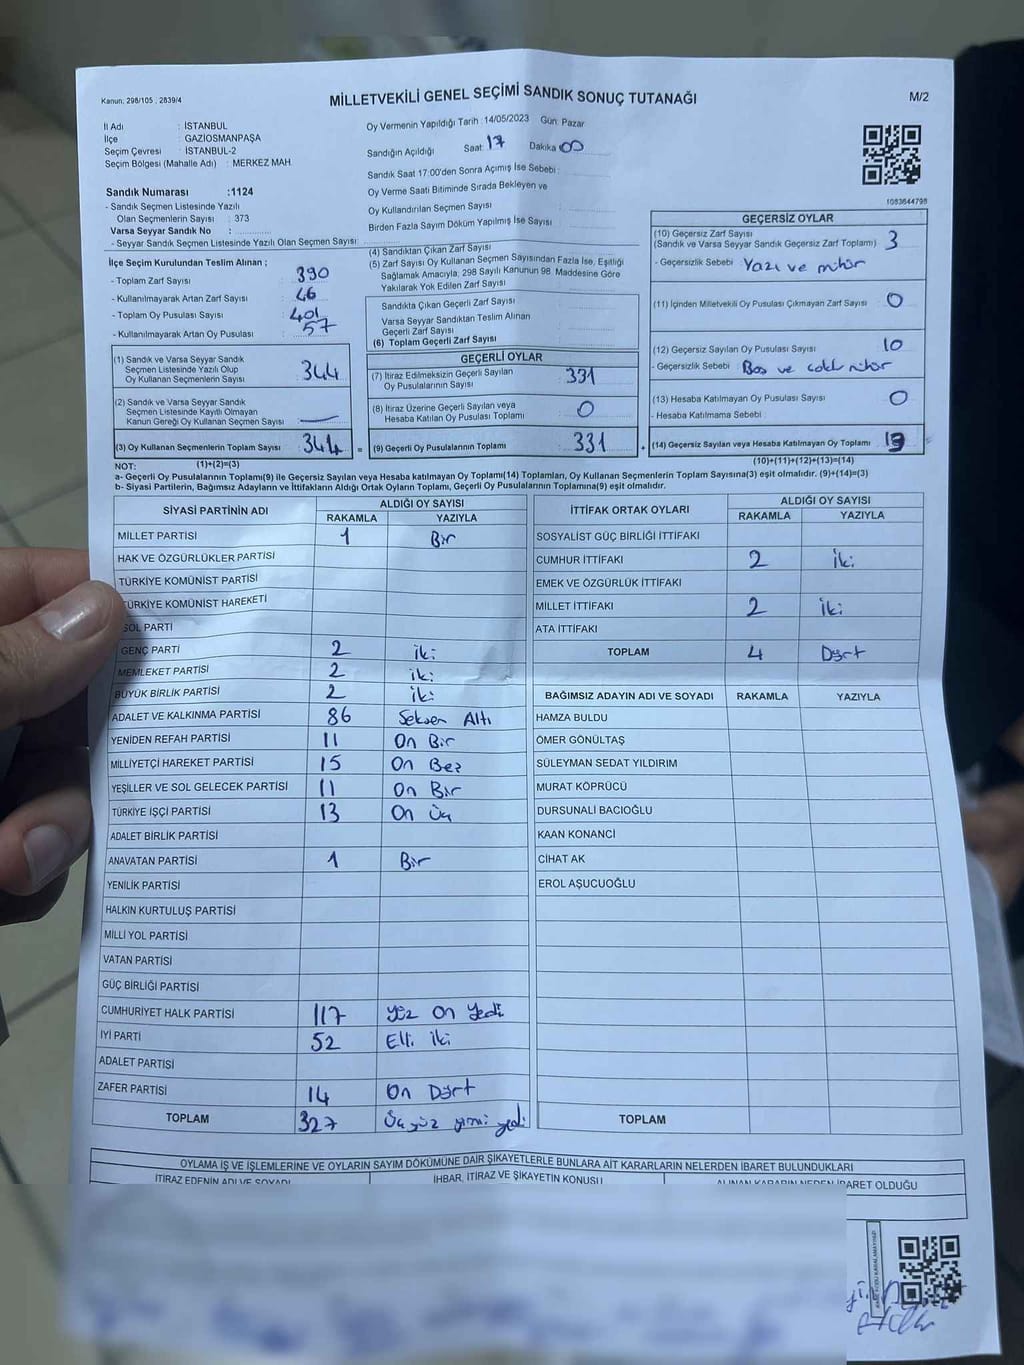 Kanun: 298/105 , 2839/4
MİLLETVEKİLİ GENEL SEÇİMİ SANDIK SONUÇ TUTANAĞI
M/2
İl Adı : İSTANBUL
İlçe : GAZİOSMANPAŞA
Seçim Çevresi : İSTANBUL-2
Seçim Bölgesi (Mahalle Adı) : MERKEZ MAH
Sandık Numarası :1124
- Sandık Seçmen Listesinde Yazılı
Olan Seçmenlerin Sayısı : 373
Varsa Seyyar Sandık No :
- Seyyar Sandık Seçmen Listesinde Yazılı Olan Seçmen Sayısı
İlçe Seçim Kurulundan Teslim Alınan ;
- Toplam Zarf Sayısı : 390
- Kullanılmayarak Artan Zarf Sayısı : 46
- Toplam Oy Pusulası Sayısı : 401
- Kullanılmayarak Artan Oy Pusulası : 57
(1) Sandık ve Varsa Seyyar Sandık
Seçmen Listesinde Yazılı Olup
Oy Kullanan Seçmenlerin Sayısı 344
(2) Sandık ve Varsa Seyyar Sandık
Seçmen Listesinde Kayıtlı Olmayan
Kanun Gereği Oy Kullanan Seçmen Sayısı
(3) Oy Kullanan Seçmenlerin Toplam Sayısı 344 =
Oy Vermenin Yapıldığı Tarih :14/05/2023 Gün: Pazar
Sandığın Açıldığı Saat 17 Dakika 00
Sandık Saat 17:00'den Sonra Açımış İse Sebebi :
Oy Verme Saati Bitiminde Sırada Bekleyen ve
Oy Kullandırılan Seçmen Sayısı
Birden Fazla Sayım Döküm Yapılmış İse Sayısı
(4) Sandıktan Çıkan Zarf Sayısı
(5) Zarf Sayısı Oy Kullanan Seçmen Sayısından Fazla İse, Eşitliği
Sağlamak Amacıyla; 298 Sayılı Kanunun 98. Maddesine Göre
Yakılarak Yok Edilen Zarf Sayısı
Sandıkta Çıkan Geçerli Zarf Sayısı
Varsa Seyyar Sandıktan Teslim Alınan
Geçerli Zarf Sayısı
(6) Toplam Geçerli Zarf Sayısı
GEÇERLİ OYLAR
(7) İtiraz Edilmeksizin Geçerli Sayılan
Oy Pusulalarının Sayısı 331
(8) İtiraz Üzerine Geçerli Sayılan veya
Hesaba Katılan Oy Pusulası Toplamı 0
(9) Geçerli Oy Pusulalarının Toplamı 331
1083644798
GEÇERSİZ OYLAR
(10) Geçersiz Zarf Sayısı
(Sandık ve Varsa Seyyar Sandık Geçersiz Zarf Toplamı) 3
- Geçersizlik Sebebi : Yazı ve mühür
(11) İçinden Milletvekili Oy Pusulası Çıkmayan Zarf Sayısı 0
(12) Geçersiz Sayılan Oy Pusulası Sayısı 10
- Geçersizlik Sebebi : Boş ve çoklu mühür
(13) Hesaba Katılmayan Oy Pusulası Sayısı 0
- Hesaba Katılmama Sebebi :
(14) Geçersiz Sayılan veya Hesaba Katılmayan Oy Toplamı 13
NOT: (1)+(2)=(3)
(10)+(11)+(12)+(13)=(14)
a- Geçerli Oy Pusulalarının Toplamı(9) ile Geçersiz Sayılan veya Hesaba katılmayan Oy Toplamı(14) Toplamları, Oy Kullanan Seçmenlerin Toplam Sayısına(3) eşit olmalıdır. (9)+(14)=(3)
b- Siyasi Partilerin, Bağımsız Adayların ve İttifakların Aldığı Ortak Oyların Toplamı, Geçerli Oy Pusulalarının Toplamına(9) eşit olmalıdır.
SİYASİ PARTİNİN ADI ALDIĞI OY SAYISI
RAKAMLA YAZIYLA
MİLLET PARTİSİ 1 Bir
HAK VE ÖZGÜRLÜKLER PARTİSİ
TÜRKİYE KOMÜNİST PARTİSİ
TÜRKİYE KOMÜNİST HAREKETİ
SOL PARTİ
GENÇ PARTİ 2 İki
MEMLEKET PARTİSİ 2 İki
BÜYÜK BİRLİK PARTİSİ 2 İki
ADALET VE KALKINMA PARTİSİ 86 Seksen Altı
YENİDEN REFAH PARTİSİ 11 On Bir
MİLLİYETÇİ HAREKET PARTİSİ 15 On Beş
YEŞİLLER VE SOL GELECEK PARTİSİ 11 On Bir
TÜRKİYE İŞÇİ PARTİSİ 13 On Üç
ADALET BİRLİK PARTİSİ
ANAVATAN PARTİSİ 1 Bir
YENİLİK PARTİSİ
HALKIN KURTULUŞ PARTİSİ
MİLLİ YOL PARTİSİ
VATAN PARTİSİ
GÜÇ BİRLİĞİ PARTİSİ
CUMHURİYET HALK PARTİSİ 117 Yüz On Yedi
İYİ PARTİ 52 Elli İki
ADALET PARTİSİ
ZAFER PARTİSİ 14 On Dört
TOPLAM 327 Üçyüz yirmi yedi
İTTİFAK ORTAK OYLARI ALDIĞI OY SAYISI
RAKAMLA YAZIYLA
SOSYALİST GÜÇ BİRLİĞİ İTTİFAKI
CUMHUR İTTİFAKI 2 İki
EMEK VE ÖZGÜRLÜK İTTİFAKI
MİLLET İTTİFAKI 2 İki
ATA İTTİFAKI
TOPLAM 4 Dört
BAĞIMSIZ ADAYIN ADI VE SOYADI RAKAMLA YAZIYLA
HAMZA BULDU
ÖMER GÖNÜLTAŞ
SÜLEYMAN SEDAT YILDIRIM
MURAT KÖPRÜCÜ
DURSUNALİ BACIOĞLU
KAAN KONANCİ
CİHAT AK
EROL AŞUCUOĞLU
TOPLAM
OYLAMA İŞ VE İŞLEMLERİNE VE OYLARIN SAYIM DÖKÜMÜNE DAİR ŞİKAYETLERLE BUNLARA AİT KARARLARIN NELERDEN İBARET BULUNDUKLARI
İTİRAZ EDENİN ADI VE SOYADI İHBAR, İTİRAZ VE ŞİKAYETİN KONUSU ALINAN KARARIN NEDEN İBARET OLDUĞU